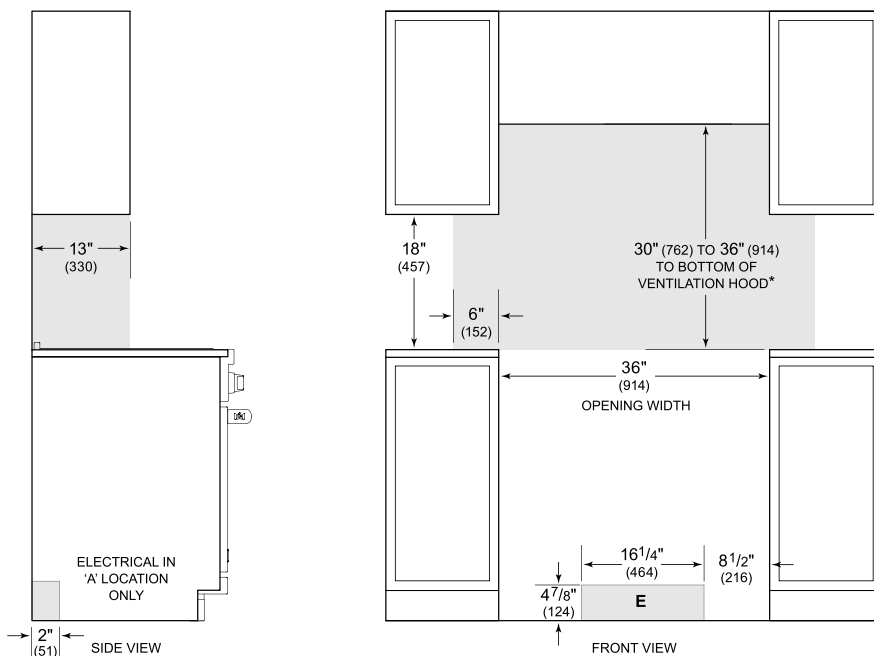 13"
(330)
18"
(457)
30" (762) TO 36" (914)
TO BOTTOM OF
VENTILATION HOOD*
6"
(152)
36"
(914)
OPENING WIDTH
ELECTRICAL IN
'A' LOCATION
ONLY
16 1/4"
(464)
8 1/2"
(216)
4 7/8"
(124)
E
2"
(51)
SIDE VIEW
FRONT VIEW